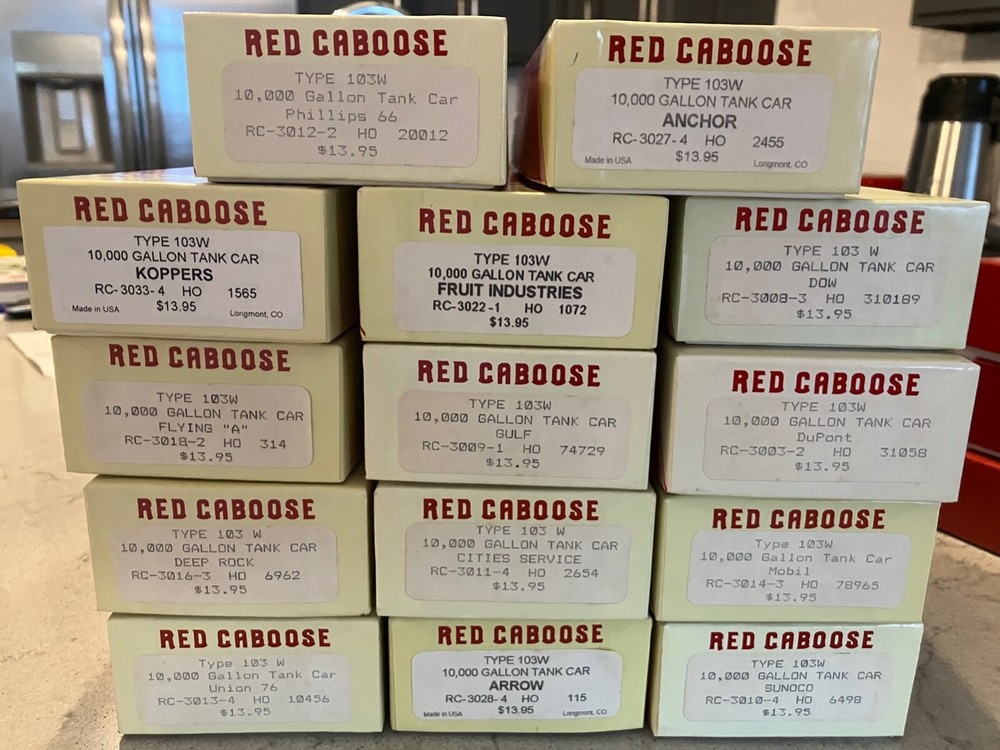 RED CABOOSE
TYPE 103W
10,000 Gallon Tank Car
Phillips 66
RC-3012-2 HO 20012
$13.95
RED CABOOSE
TYPE 103W
10,000 GALLON TANK CAR
ANCHOR
RC-3027-4 HO 2455
Made in USA $13.95 Longmont, CO
RED CABOOSE
TYPE 103W
10,000 GALLON TANK CAR
KOPPERS
RC-3033-4 HO 1565
Made in USA $13.95 Longmont, CO
RED CABOOSE
TYPE 103W
10,000 GALLON TANK CAR
FRUIT INDUSTRIES
RC-3022-1 HO 1072
$13.95
RED CABOOSE
TYPE 103 W
10,000 GALLON TANK CAR
DOW
RC-3008-3 HO 310189
$13.95
RED CABOOSE
TYPE 103W
10,000 GALLON TANK CAR
FLYING "A"
RC-3018-2 HO 314
$13.95
RED CABOOSE
TYPE 103W
10,000 GALLON TANK CAR
GULF
RC-3009-1 HO 74729
$13.95
RED CABOOSE
TYPE 103W
10,000 GALLON TANK CAR
DuPont
RC-3003-2 HO 31058
$13.95
RED CABOOSE
TYPE 103 W
10,000 GALLON TANK CAR
DEEP ROCK
RC-3016-3 HO 6962
$13.95
RED CABOOSE
TYPE 103 W
10,000 GALLON TANK CAR
CITIES SERVICE
RC-3011-4 HO 2654
$13.95
RED CABOOSE
Type 103W
10,000 Gallon Tank Car
Mobil
RC-3014-3 HO 78965
$13.95
RED CABOOSE
Type 103 W
10,000 Gallon Tank Car
Union 76
RC-3013-4 HO 10456
$13.95
RED CABOOSE
TYPE 103W
10,000 GALLON TANK CAR
ARROW
RC-3028-4 HO 115
Made in USA $13.95 Longmont, CO
RED CABOOSE
TYPE 103W
10,000 GALLON TANK CAR
SUNOCO
RC-3010-4 HO 6498
$13.95